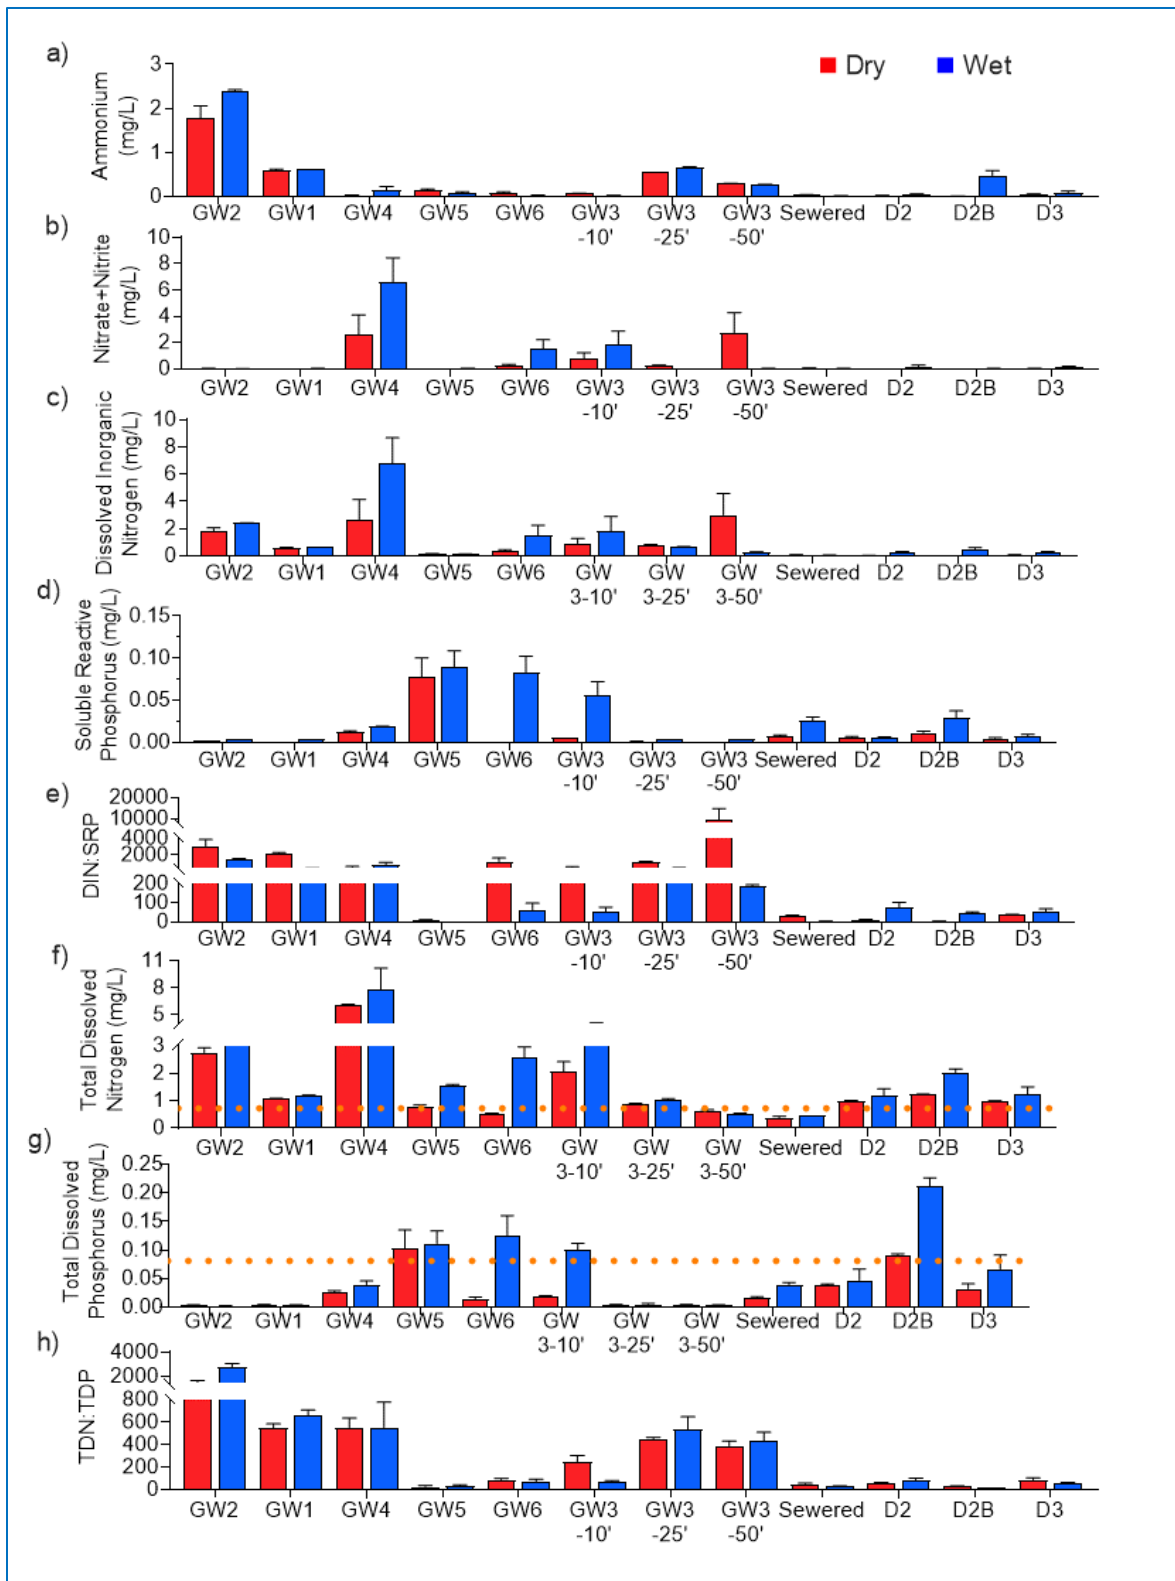 a)
Dry
Wet
Ammonium
(mg/L)
3
2
1
0
GW2 GW1 GW4 GW5 GW6 GW3 GW3 GW3 Sewered D2 D2B D3
-10' -25' -50'
b)
Nitrate+Nitrite
(mg/L)
10
8
6
4
2
0
GW2 GW1 GW4 GW5 GW6 GW3 GW3 GW3 Sewered D2 D2B D3
-10' -25' -50'
c)
Dissolved Inorganic
Nitrogen (mg/L)
10
8
6
4
2
0
GW2 GW1 GW4 GW5 GW6 GW GW GW Sewered D2 D2B D3
3-10' 3-25' 3-50'
d)
Soluble Reactive
Phosphorus (mg/L)
0.15
0.10
0.05
0.00
GW2 GW1 GW4 GW5 GW6 GW3 GW3 GW3 Sewered D2 D2B D3
-10' -25' -50'
e)
DIN:SRP
20000
10000
4000
2000
200
100
0
GW2 GW1 GW4 GW5 GW6 GW3 GW3 GW3 Sewered D2 D2B D3
-10' -25' -50'
f)
Total Dissolved
Nitrogen (mg/L)
11
8
5
3
2
1
0
GW2 GW1 GW4 GW5 GW6 GW GW GW Sewered D2 D2B D3
3-10' 3-25' 3-50'
g)
Total Dissolved
Phosphorus (mg/L)
0.25
0.20
0.15
0.10
0.05
0.00
GW2 GW1 GW4 GW5 GW6 GW GW GW Sewered D2 D2B D3
3-10' 3-25' 3-50'
h)
TDN:TDP
4000
2000
800
600
400
200
0
GW2 GW1 GW4 GW5 GW6 GW3 GW3 GW3 Sewered D2 D2B D3
-10' -25' -50'